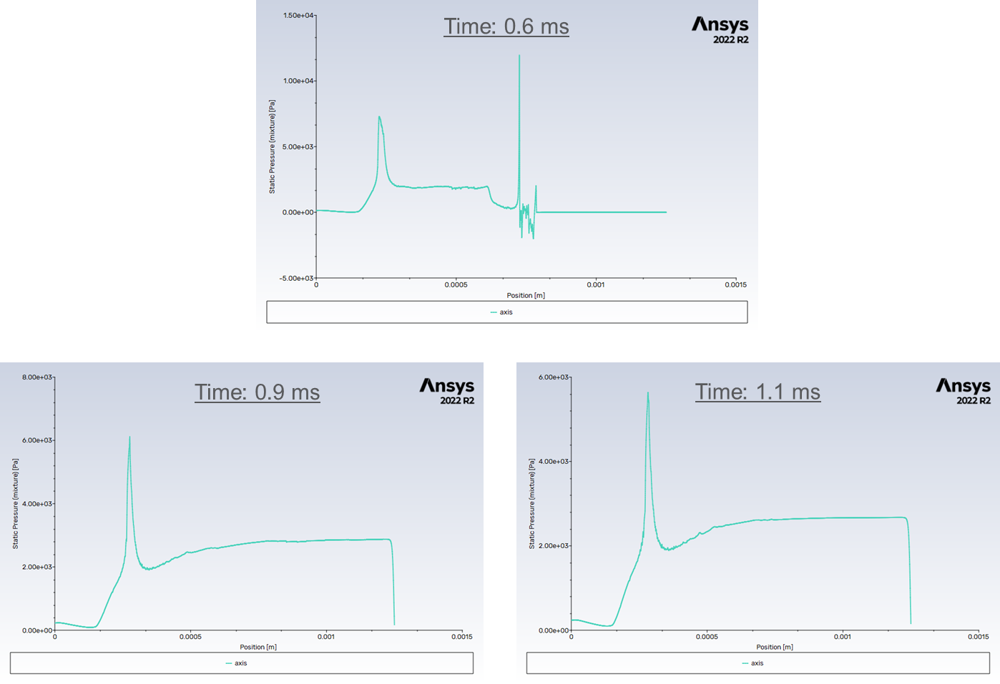 1.50e+04
Time: 0.6 ms
Ansys
2022 R2
1.00e+04
5.00e+03
0.00e+00
-5.00e+03
Static Pressure (mixture) [Pa]
0 0.0005 0.001 0.0015
Position [m]
axis
8.00e+03
Time: 0.9 ms
Ansys
2022 R2
6.00e+03
4.00e+03
2.00e+03
0.00e+00
Static Pressure (mixture) [Pa]
0 0.0005 0.001 0.0015
Position [m]
axis
6.00e+03
Time: 1.1 ms
Ansys
2022 R2
4.00e+03
2.00e+03
0.00e+00
Static Pressure (mixture) [Pa]
0 0.0005 0.001 0.0015
Position [m]
axis